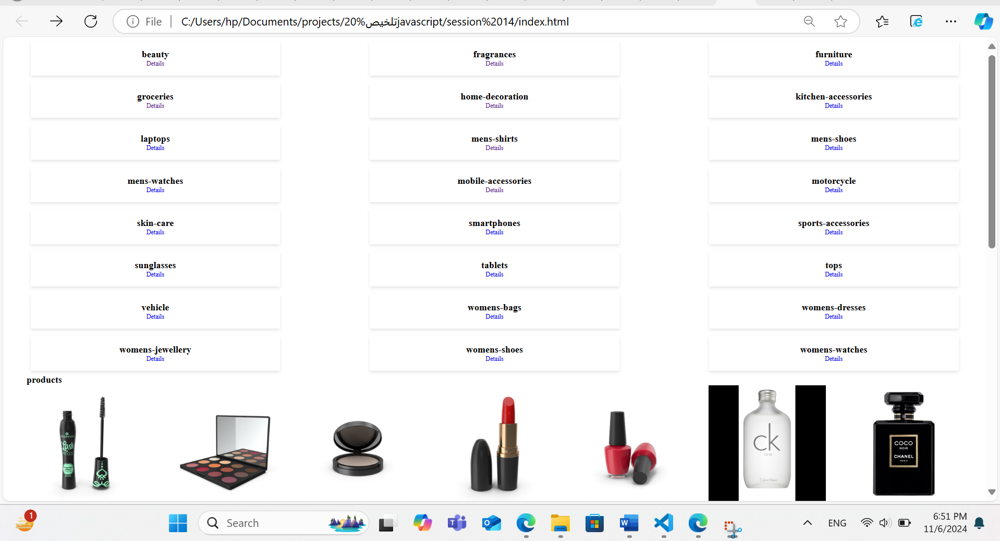 File
C:/Users/hp/Documents/projects/20%تلخيصjavascript/session%2014/index.html
beauty
Details
fragrances
Details
furniture
Details
groceries
Details
home-decoration
Details
kitchen-accessories
Details
laptops
Details
mens-shirts
Details
mens-shoes
Details
mens-watches
Details
mobile-accessories
Details
motorcycle
Details
skin-care
Details
smartphones
Details
sports-accessories
Details
sunglasses
Details
tablets
Details
tops
Details
vehicle
Details
womens-bags
Details
womens-dresses
Details
womens-jewellery
Details
womens-shoes
Details
womens-watches
Details
products
essence
Lash
PRINCESS
ck
one
Calvin Klein
COCO
NOIR
CHANEL
PARIS
1
Search
ENG
6:51 PM
11/6/2024